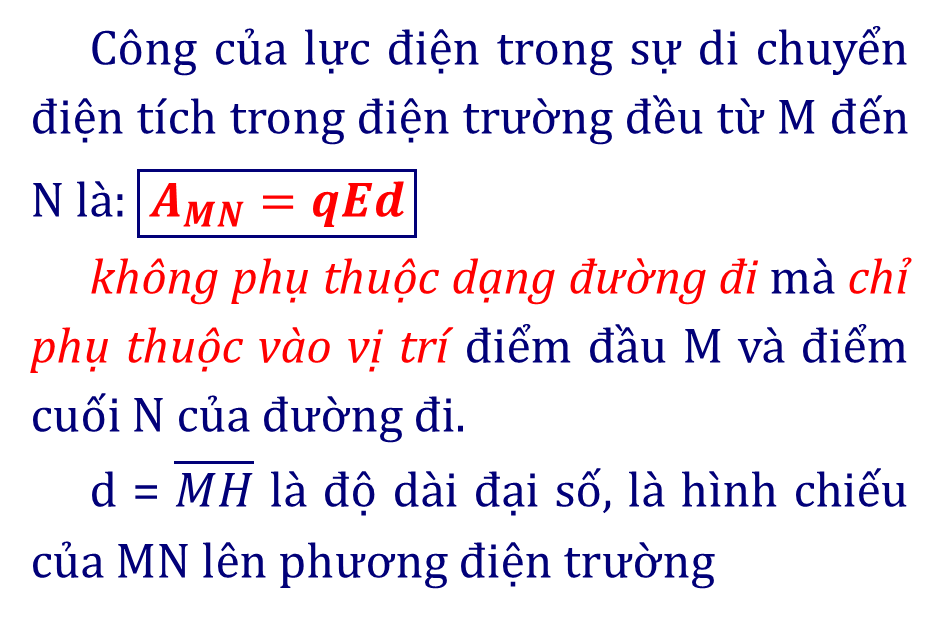 Công của lực điện trong sự di chuyển
điện tích trong điện trường đều từ M đến
N là: A_{MN} = qEd
không phụ thuộc dạng đường đi mà chỉ
phụ thuộc vào vị trí điểm đầu M và điểm
cuối N của đường đi.
d = \overline{MH} là độ dài đại số, là hình chiếu
của MN lên phương điện trường